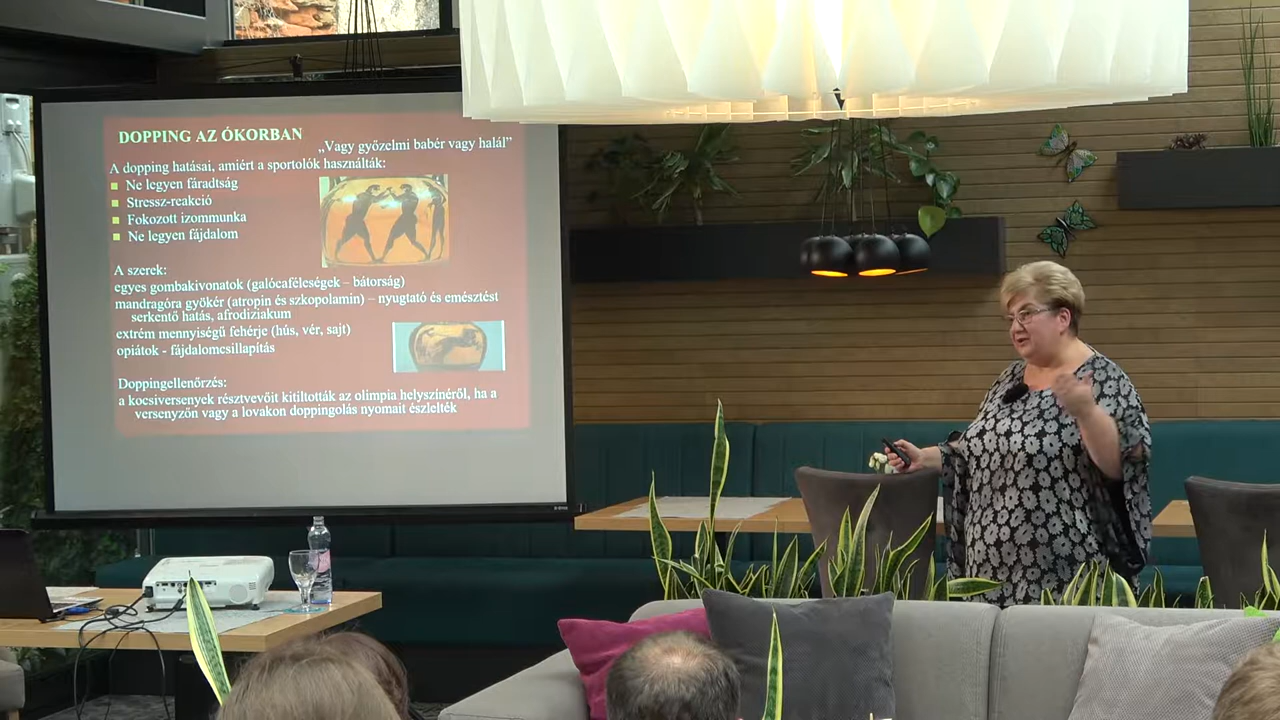 DOPPING AZ ÓKORBAN
„Vagy győzelmi babér vagy halál”
A dopping hatásai, amiért a sportolók használták:
Ne legyen fáradtság
Stressz-reakció
Fokozott izommunka
Ne legyen fájdalom
A szerek:
egyes gombakivonatok (galócaféleségek – bátorság)
mandragóra gyökér (atropin és szkopolamin) – nyugtató és emésztést
serkentő hatás, afrodiziakum
extrém mennyiségű fehérje (hús, vér, sajt)
opiátok - fájdalomcsillapítás
Doppingellenőrzés:
a kocsiversenyek résztvevőit kitiltották az olimpia helyszínéről, ha a
versenyzőn vagy a lovakon doppingolás nyomait észlelték